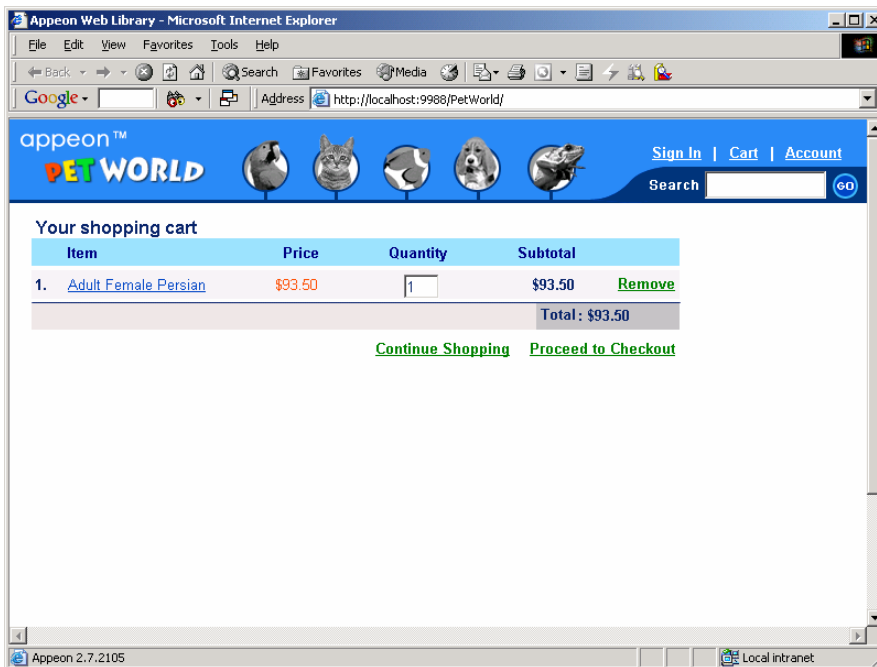 Appeon Web Library - Microsoft Internet Explorer
File Edit View Favorites Tools Help
Back Search Favorites Media
Google Address http://localhost:9988/PetWorld/
appeon™
PET WORLD
Sign In | Cart | Account
Search GO
Your shopping cart
Item Price Quantity Subtotal
1. Adult Female Persian $93.50 1 $93.50 Remove
Total : $93.50
Continue Shopping Proceed to Checkout
Appeon 2.7.2105 Local intranet